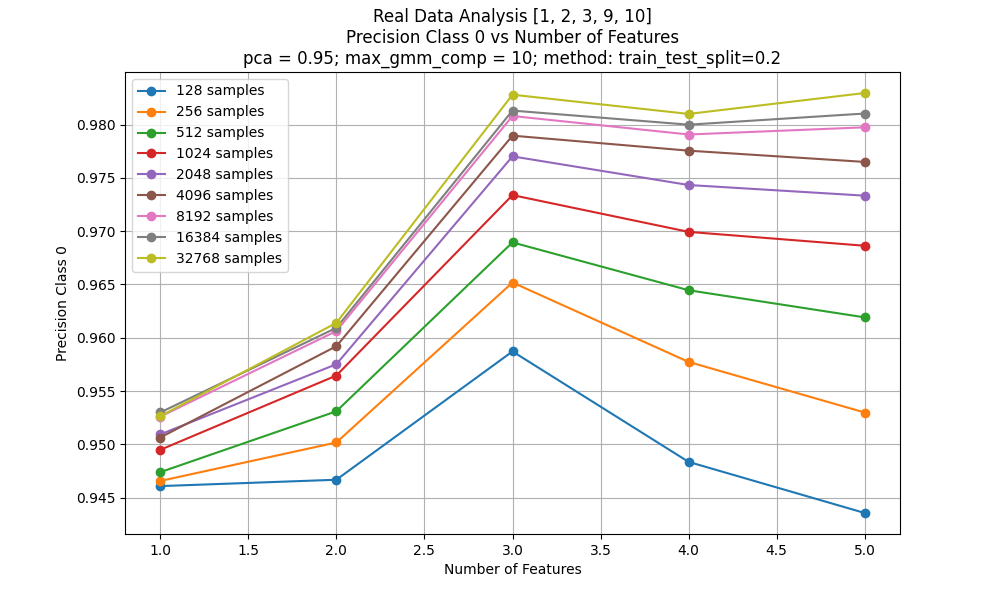 Real Data Analysis [1, 2, 3, 9, 10]
Precision Class 0 vs Number of Features
pca = 0.95; max_gmm_comp = 10; method: train_test_split=0.2
128 samples
256 samples
512 samples
1024 samples
2048 samples
4096 samples
8192 samples
16384 samples
32768 samples
Precision Class 0
0.980
0.975
0.970
0.965
0.960
0.955
0.950
0.945
1.0 1.5 2.0 2.5 3.0 3.5 4.0 4.5 5.0
Number of Features